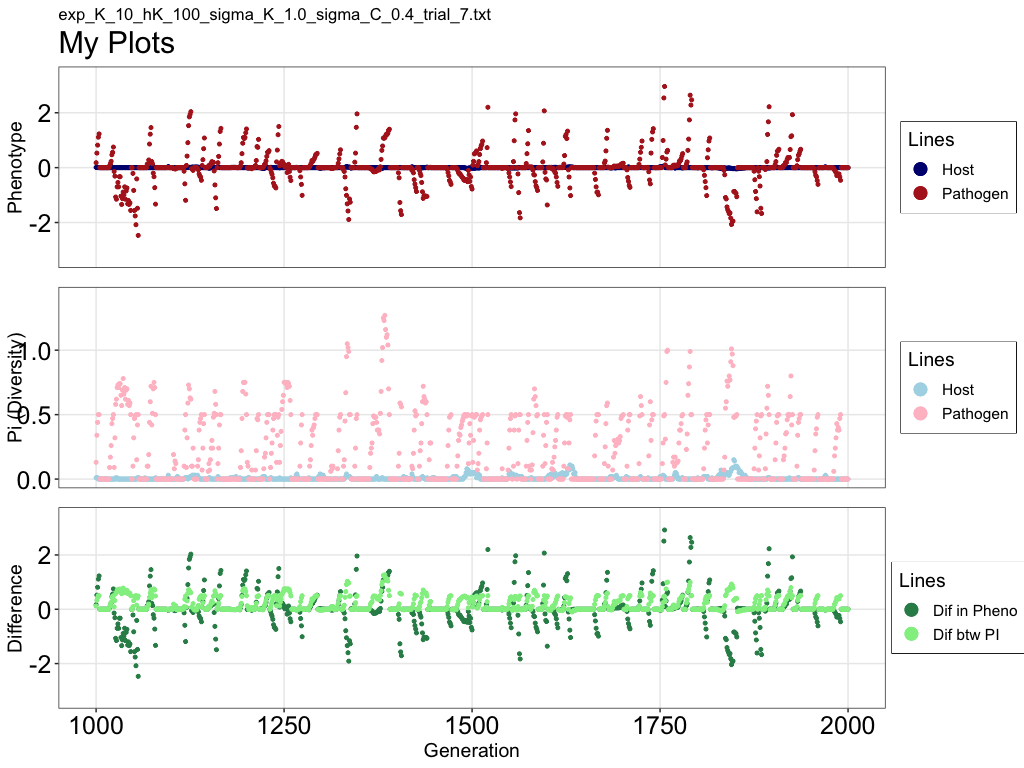 exp_K_10_hK_100_sigma_K_1.0_sigma_C_0.4_trial_7.txt
My Plots
Phenotype
2
0
-2
Lines
Host
Pathogen
Pi (Diversity)
1.0
0.5
0.0
Lines
Host
Pathogen
Difference
2
0
-2
Lines
Dif in Pheno
Dif btw PI
1000 1250 1500 1750 2000
Generation